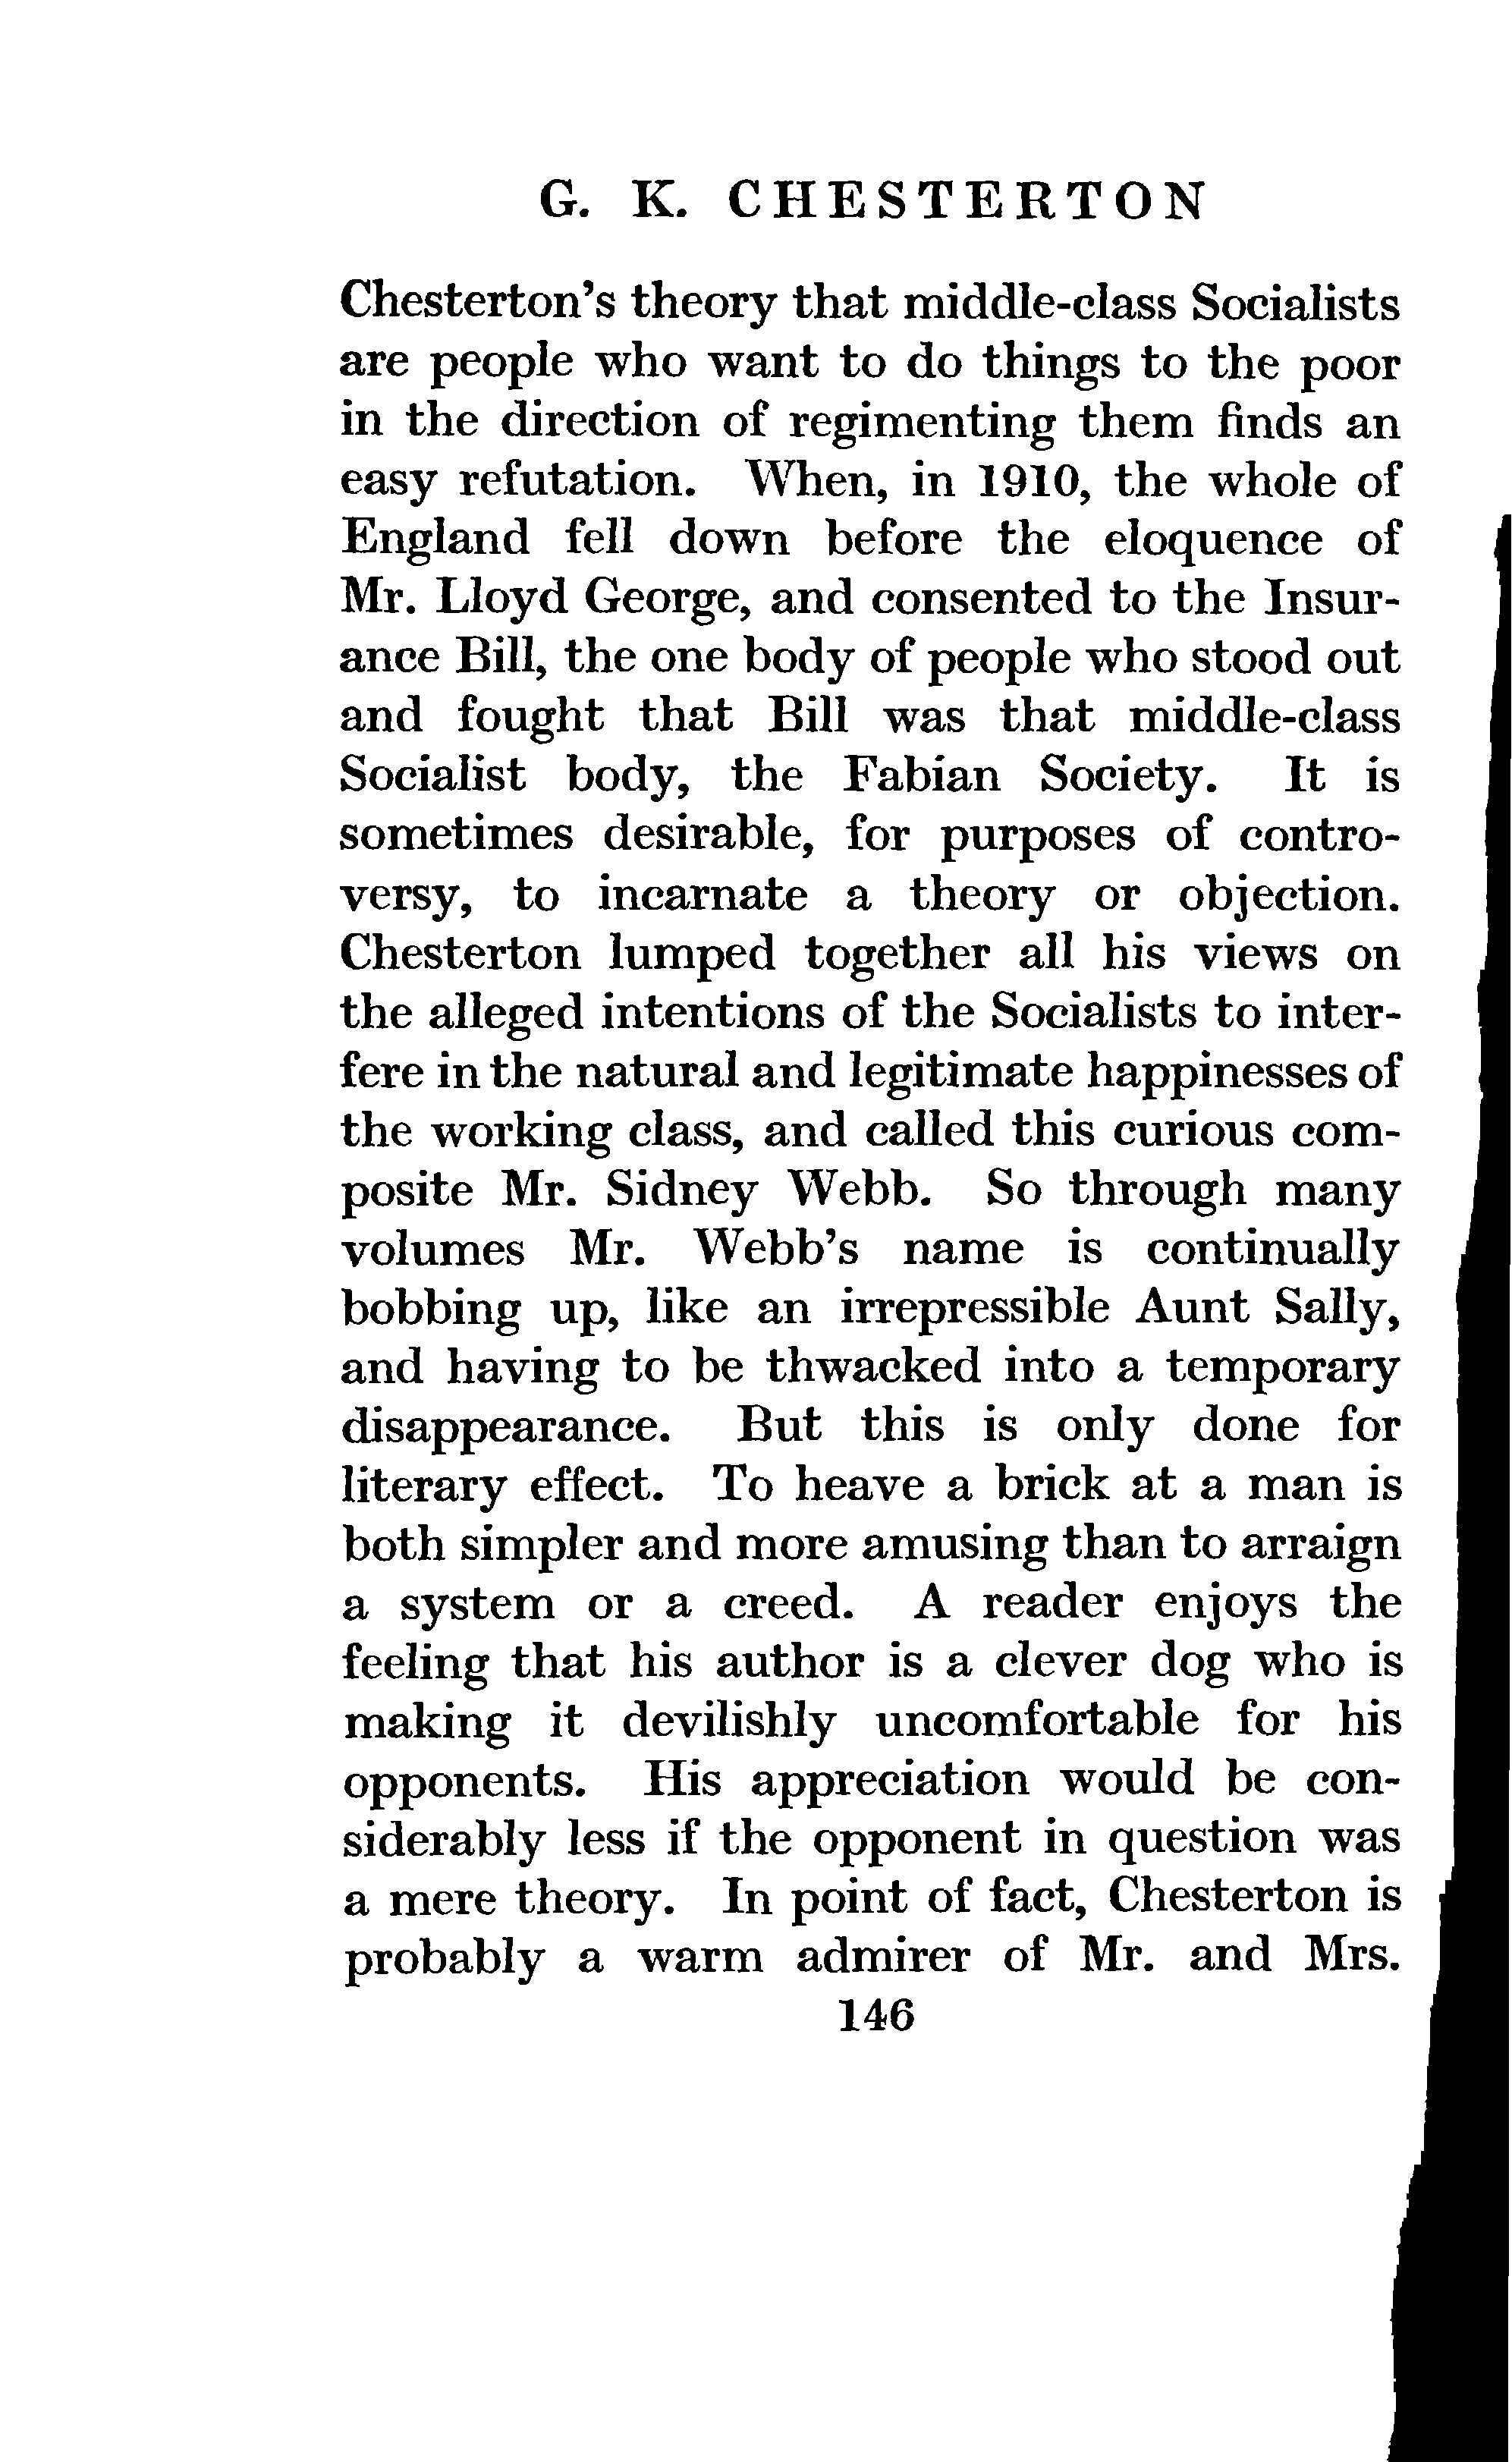 G. K. CHESTERTON
Chesterton's theory that middle-class Socialists
are people who want to do things to the poor
in the direction of regimenting them finds an
easy refutation. When, in 1910, the whole of
England fell down before the eloquence of
Mr. Lloyd George, and consented to the Insur-
ance Bill, the one body of people who stood out
and fought that Bill was that middle-class
Socialist body, the Fabian Society. It is
sometimes desirable, for purposes of contro-
versy, to incarnate a theory or objection.
Chesterton lumped together all his views on
the alleged intentions of the Socialists to inter-
fere in the natural and legitimate happinesses of
the working class, and called this curious com-
posite Mr. Sidney Webb. So through many
volumes Mr. Webb's name is continually
bobbing up, like an irrepressible Aunt Sally,
and having to be thwacked into a temporary
disappearance. But this is only done for
literary effect. To heave a brick at a man is
both simpler and more amusing than to arraign
a system or a creed. A reader enjoys the
feeling that his author is a clever dog who is
making it devilishly uncomfortable for his
opponents. His appreciation would be con-
siderably less if the opponent in question was
a mere theory. In point of fact, Chesterton is
probably a warm admirer of Mr. and Mrs.
146